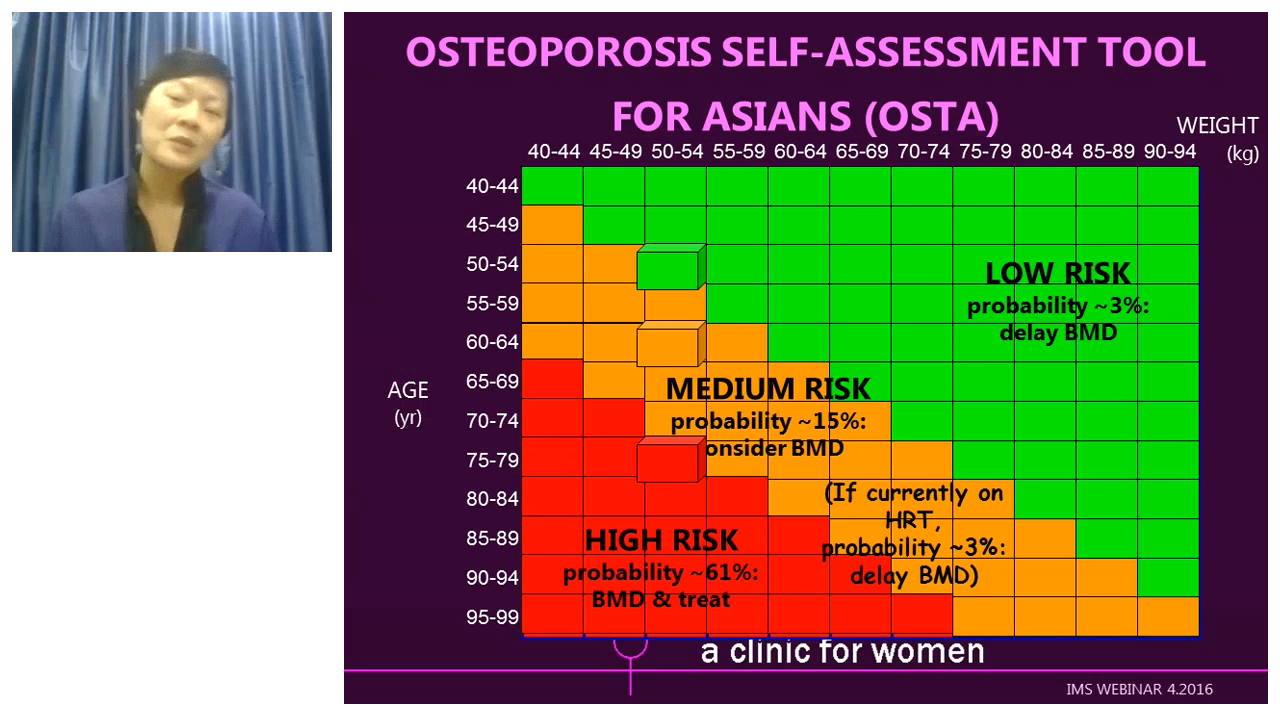 OSTEOPOROSIS SELF-ASSESSMENT TOOL
FOR ASIANS (OSTA)
WEIGHT
(kg)
40-44 45-49 50-54 55-59 60-64 65-69 70-74 75-79 80-84 85-89 90-94
AGE
(yr)
40-44
45-49
50-54
55-59
60-64
65-69
70-74
75-79
80-84
85-89
90-94
95-99
LOW RISK
probability ~3%:
delay BMD
MEDIUM RISK
probability ~15%:
onsider BMD
(If currently on
HRT,
probability ~3%:
delay BMD)
HIGH RISK
probability ~61%:
BMD & treat
a clinic for women
IMS WEBINAR 4.2016